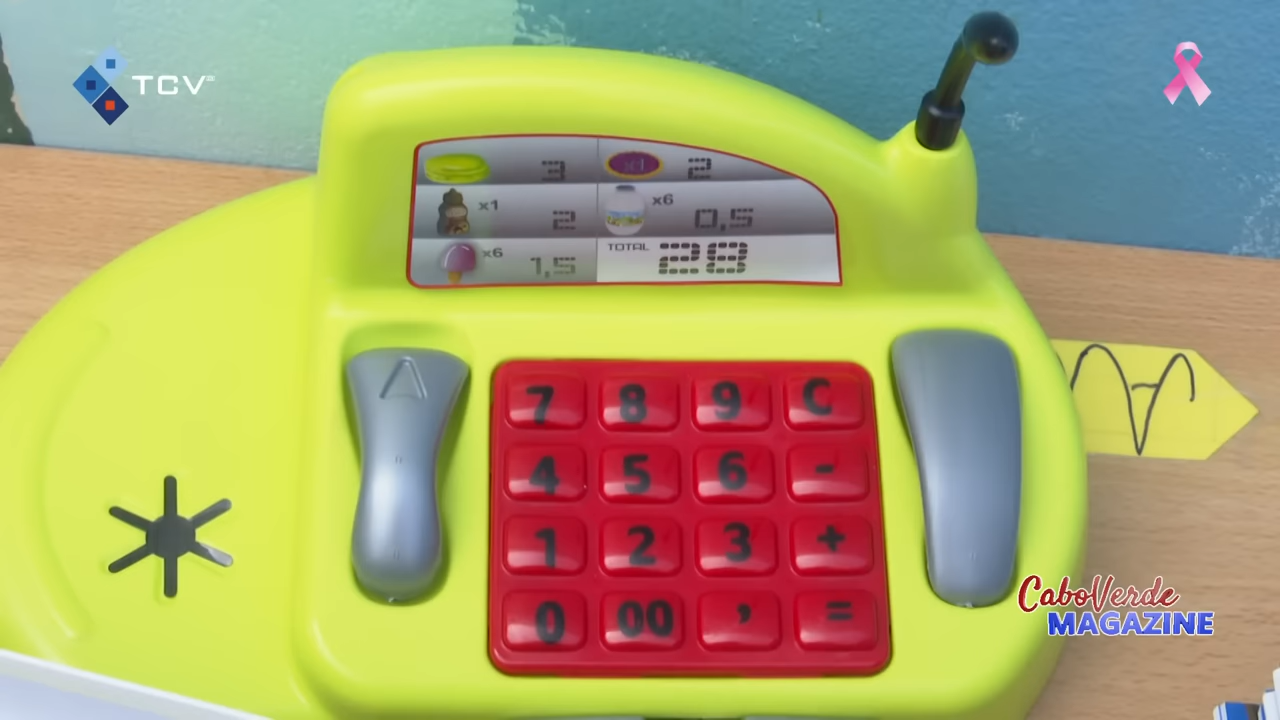 TCV
3 x1 2
x1 2 x6 0,5
x6 1,5 TOTAL 28
7 8 9 C
4 5 6 -
1 2 3 +
0 00 , =
CaboVerde
MAGAZINE